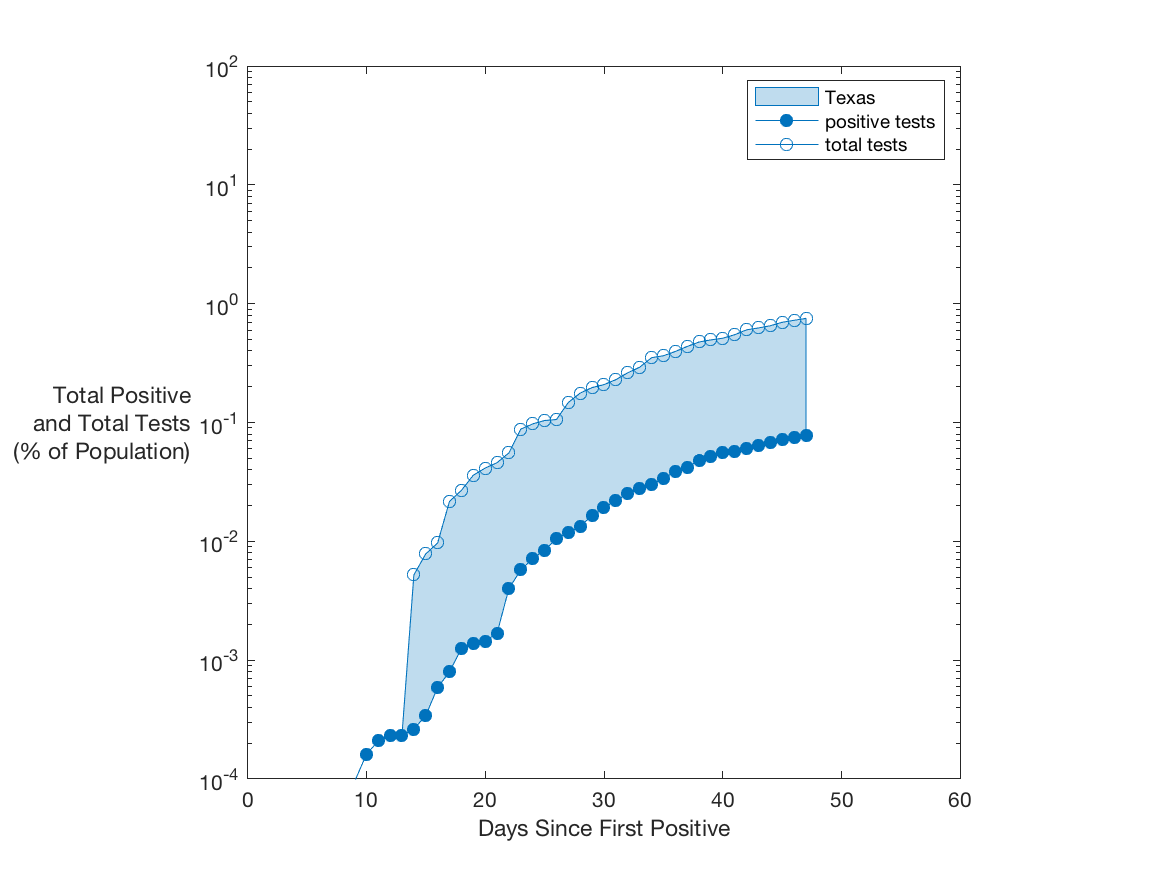 10^2
Texas
positive tests
total tests
10^1
10^0
Total Positive
and Total Tests
(% of Population)
10^-1
10^-2
10^-3
10^-4
0 10 20 30 40 50 60
Days Since First Positive